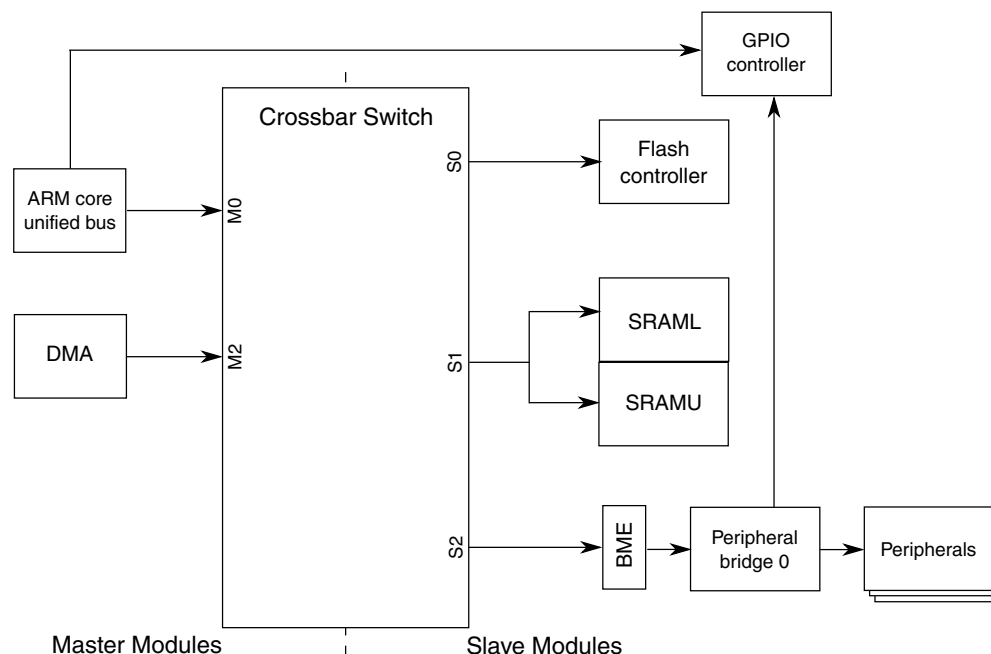 GPIO
controller
Crossbar Switch
S0
Flash
controller
ARM core
unified bus
M0
SRAML
DMA
M2
S1
SRAMU
S2
BME
Peripheral
bridge 0
Peripherals
Master Modules
Slave Modules